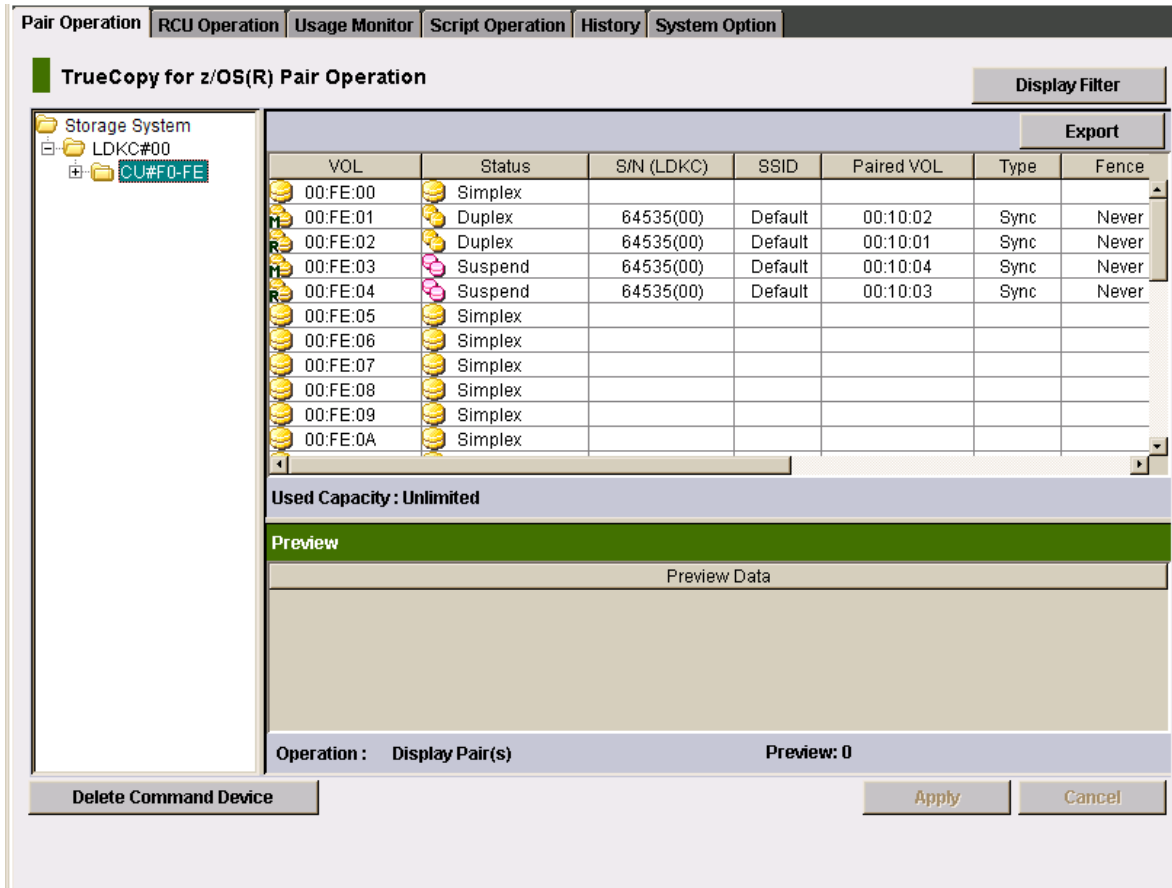 Pair Operation RCU Operation Usage Monitor Script Operation History System Option
TrueCopy for z/OS(R) Pair Operation
Display Filter
Storage System
LDKC#00
CU#F0-FE
Export
VOL Status S/N (LDKC) SSID Paired VOL Type Fence
00:FE:00 Simplex
M 00:FE:01 Duplex 64535(00) Default 00:10:02 Sync Never
R 00:FE:02 Duplex 64535(00) Default 00:10:01 Sync Never
M 00:FE:03 Suspend 64535(00) Default 00:10:04 Sync Never
R 00:FE:04 Suspend 64535(00) Default 00:10:03 Sync Never
00:FE:05 Simplex
00:FE:06 Simplex
00:FE:07 Simplex
00:FE:08 Simplex
00:FE:09 Simplex
00:FE:0A Simplex
Used Capacity : Unlimited
Preview
Preview Data
Operation : Display Pair(s) Preview: 0
Delete Command Device Apply Cancel